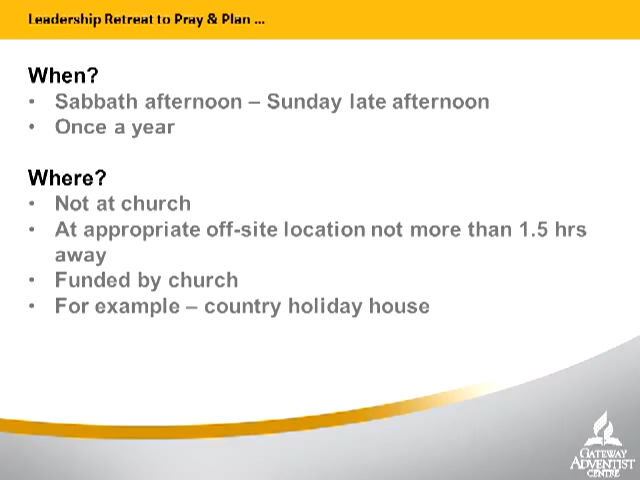 Leadership Retreat to Pray & Plan ...
When?
• Sabbath afternoon – Sunday late afternoon
• Once a year
Where?
• Not at church
• At appropriate off-site location not more than 1.5 hrs
away
• Funded by church
• For example – country holiday house
GATEWAY
ADVENTIST
CENTRE